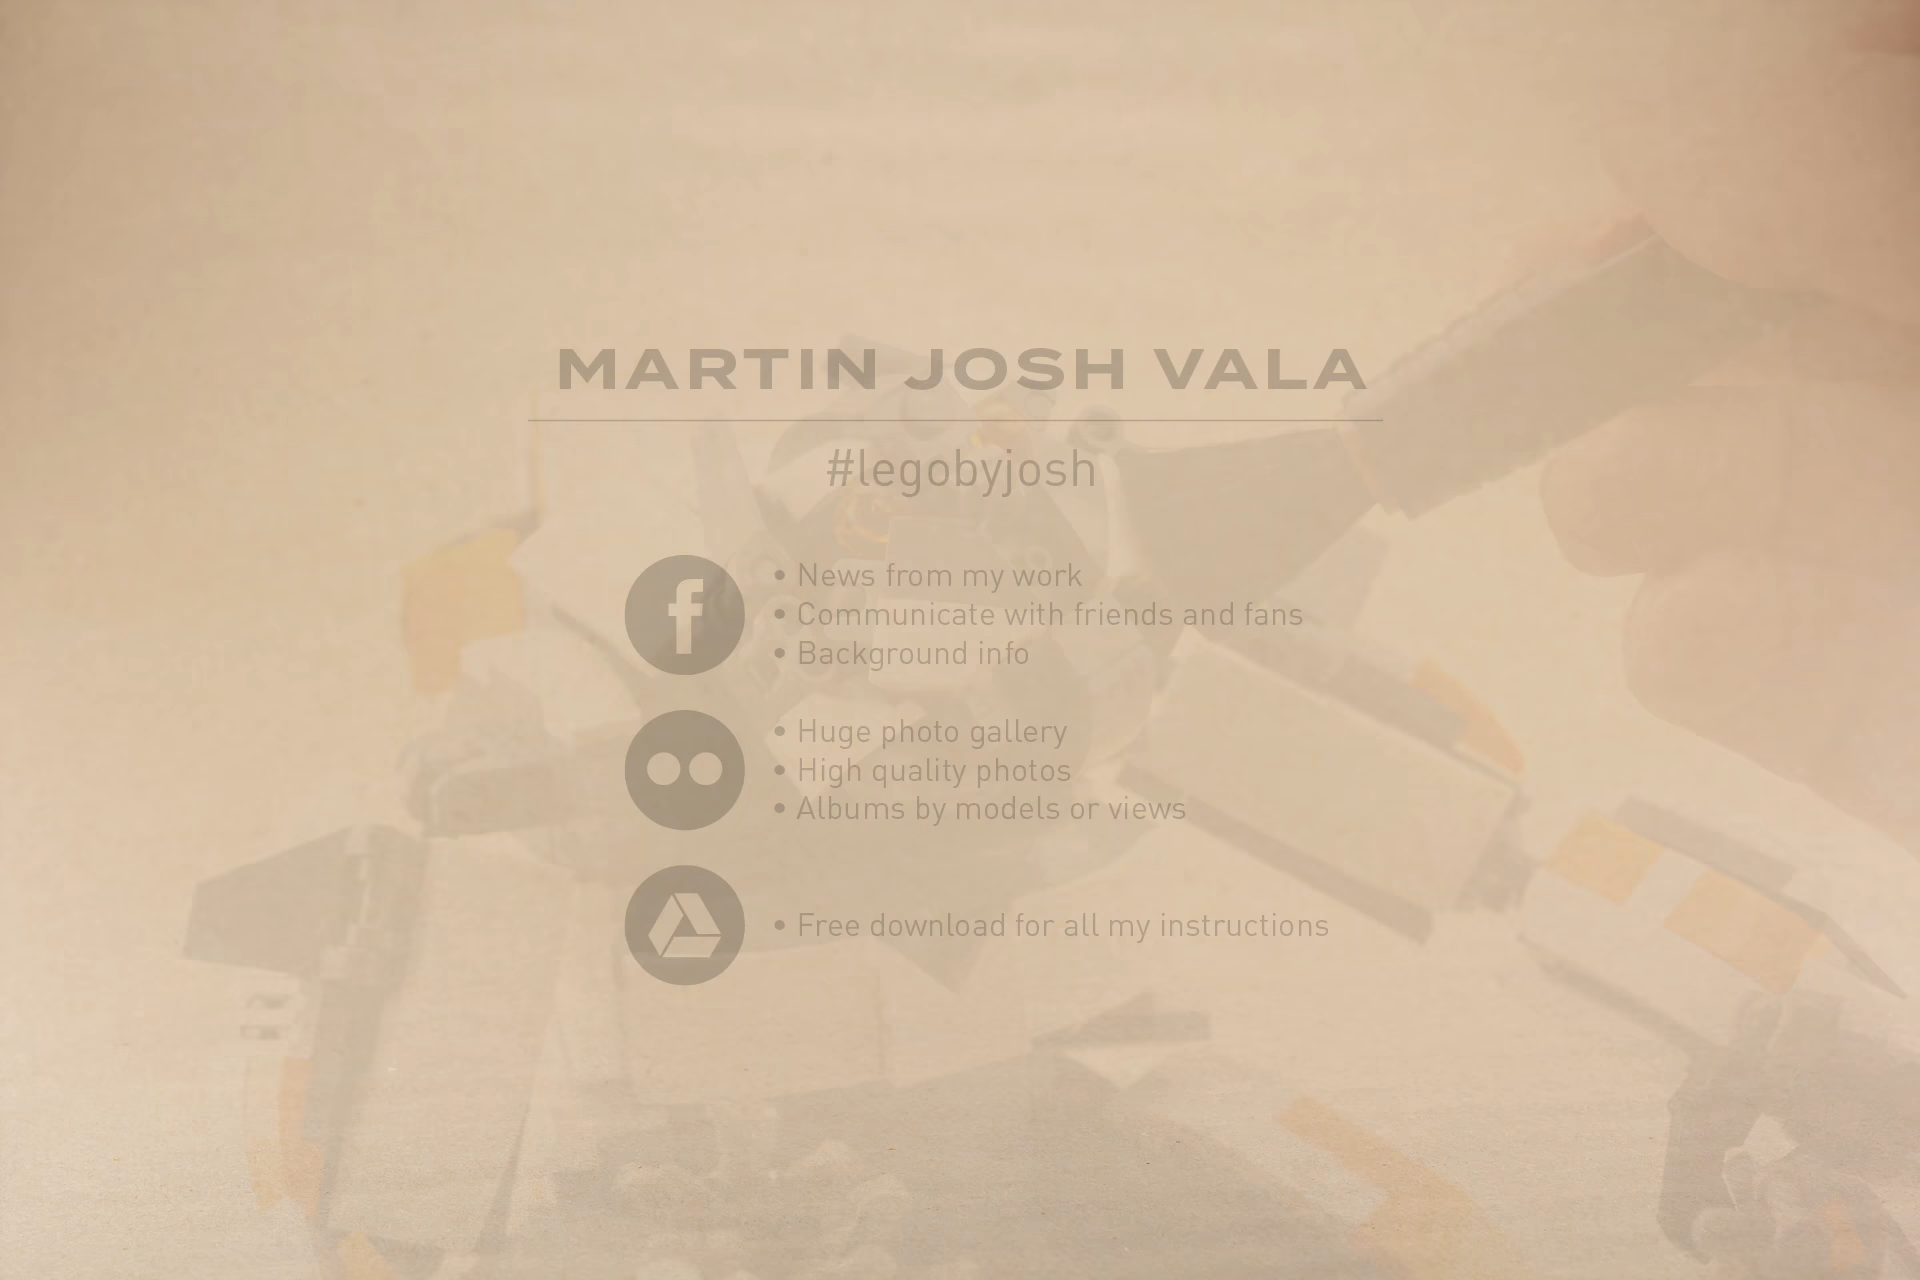 MARTIN JOSH VALA
#legobyjosh
• News from my work
• Communicate with friends and fans
• Background info
• Huge photo gallery
• High quality photos
• Albums by models or views
• Free download for all my instructions